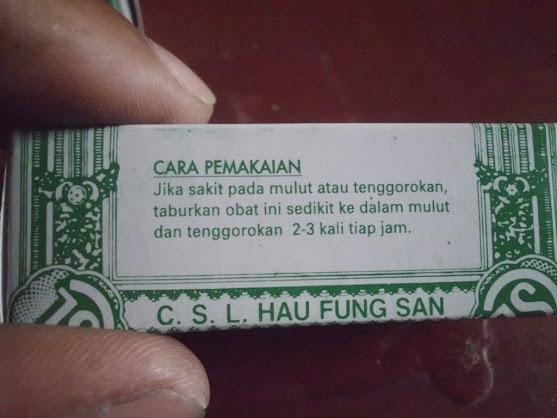 CARA PEMAKAIAN
Jika sakit pada mulut atau tenggorokan,
taburkan obat ini sedikit ke dalam mulut
dan tenggorokan 2-3 kali tiap jam.
C. S. L. HAU FUNG SAN